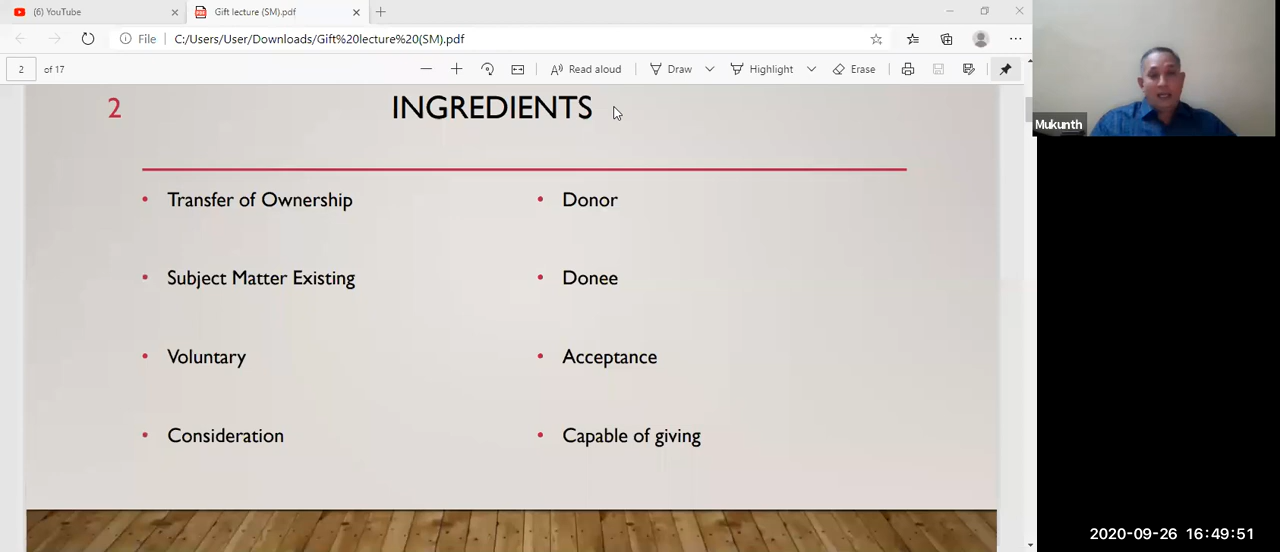 (6) YouTube
Gift lecture (SM).pdf
File
C:/Users/User/Downloads/Gift%20lecture%20(SM).pdf
2
of 17
Read aloud
Draw
Highlight
Erase
Mukunth
2
INGREDIENTS
Transfer of Ownership
Subject Matter Existing
Voluntary
Consideration
Donor
Donee
Acceptance
Capable of giving
2020-09-26 16:49:51